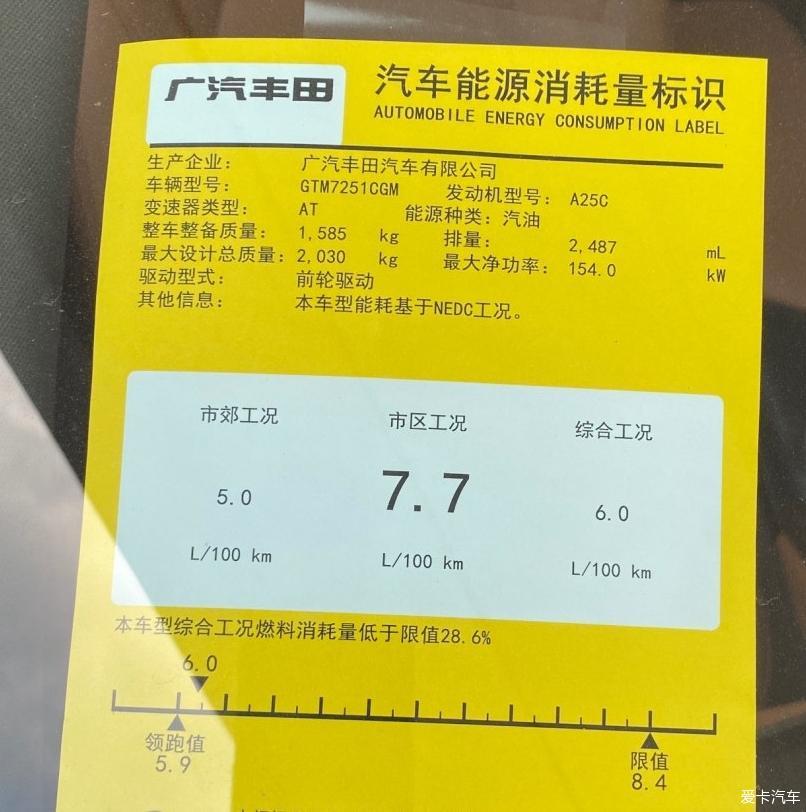 广汽丰田
汽车能源消耗量标识
AUTOMOBILE ENERGY CONSUMPTION LABEL
生产企业： 广汽丰田汽车有限公司
车辆型号： GTM7251CGM 发动机型号： A25C
变速器类型： AT 能源种类：汽油
整车整备质量： 1,585 kg 排量： 2,487 mL
最大设计总质量：2,030 kg 最大净功率：154.0 kW
驱动型式： 前轮驱动
其他信息： 本车型能耗基于NEDC工况。
市郊工况 市区工况 综合工况
5.0 7.7 6.0
L/100 km L/100 km L/100 km
本车型综合工况燃料消耗量低于限值28.6%
6.0
领跑值 限值
5.9 8.4
爱卡汽车